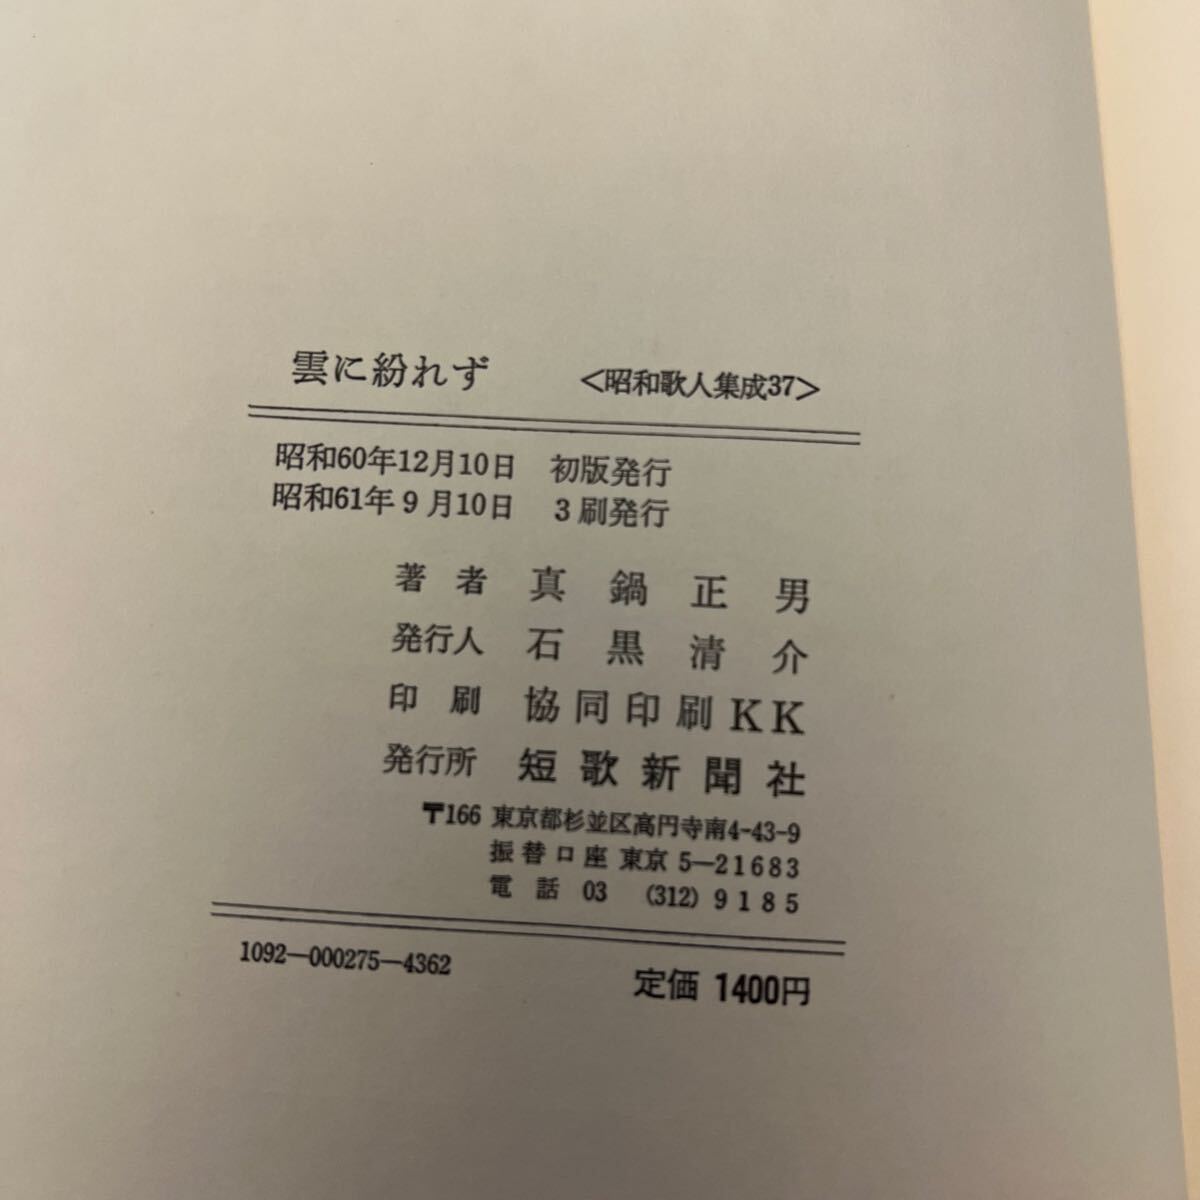 雲に紛れず ＜昭和歌人集成37＞
昭和60年12月10日 初版発行
昭和61年9月10日 3刷発行
著者 真鍋正男
発行人 石黒清介
印刷 協同印刷KK
発行所 短歌新聞社
〒166 東京都杉並区高円寺南4-43-9
振替口座 東京 5―21683
電話 03 (312) 9185
1092―000275―4362 定価 1400円